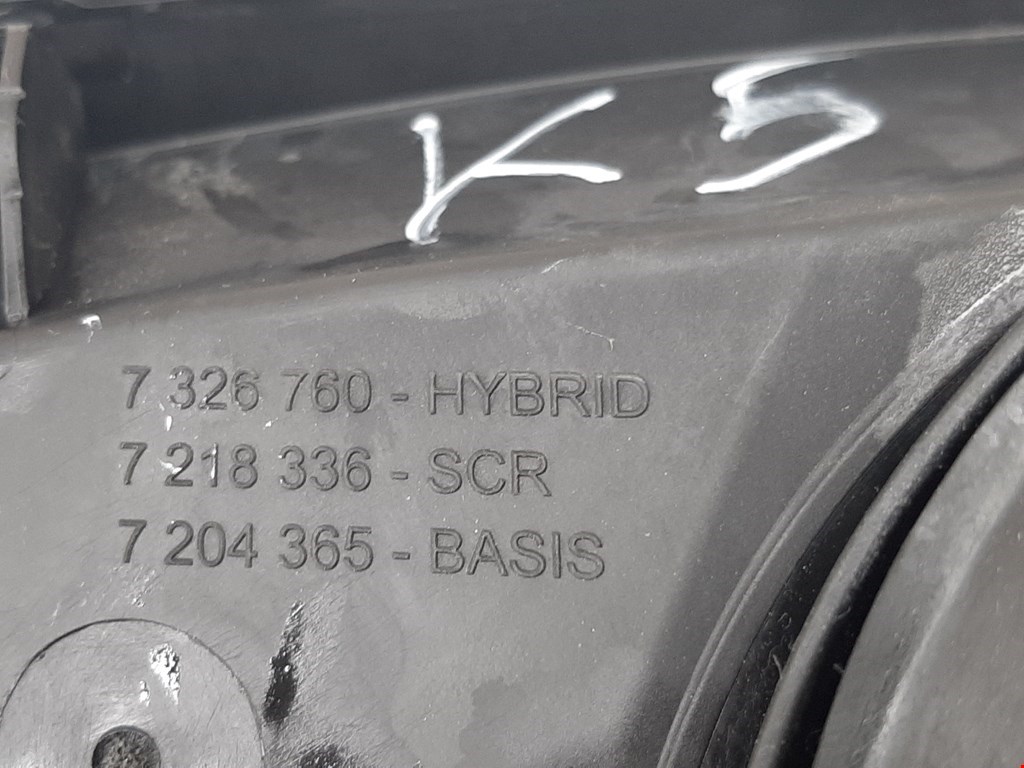 K5
7 326 760 - HYBRID
7 218 336 - SCR
7 204 365 - BASIS